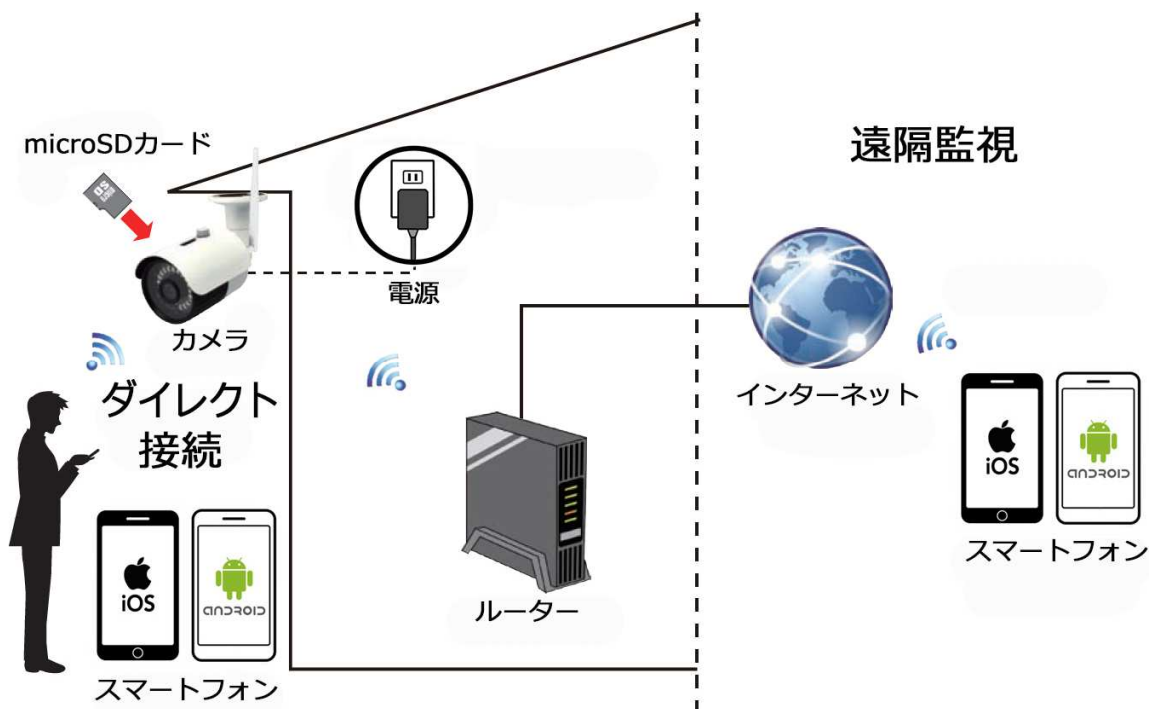 microSDカード
遠隔監視
電源
カメラ
ダイレクト
接続
インターネット
iOS
ANDROID
スマートフォン
ルーター
iOS
ANDROID
スマートフォン